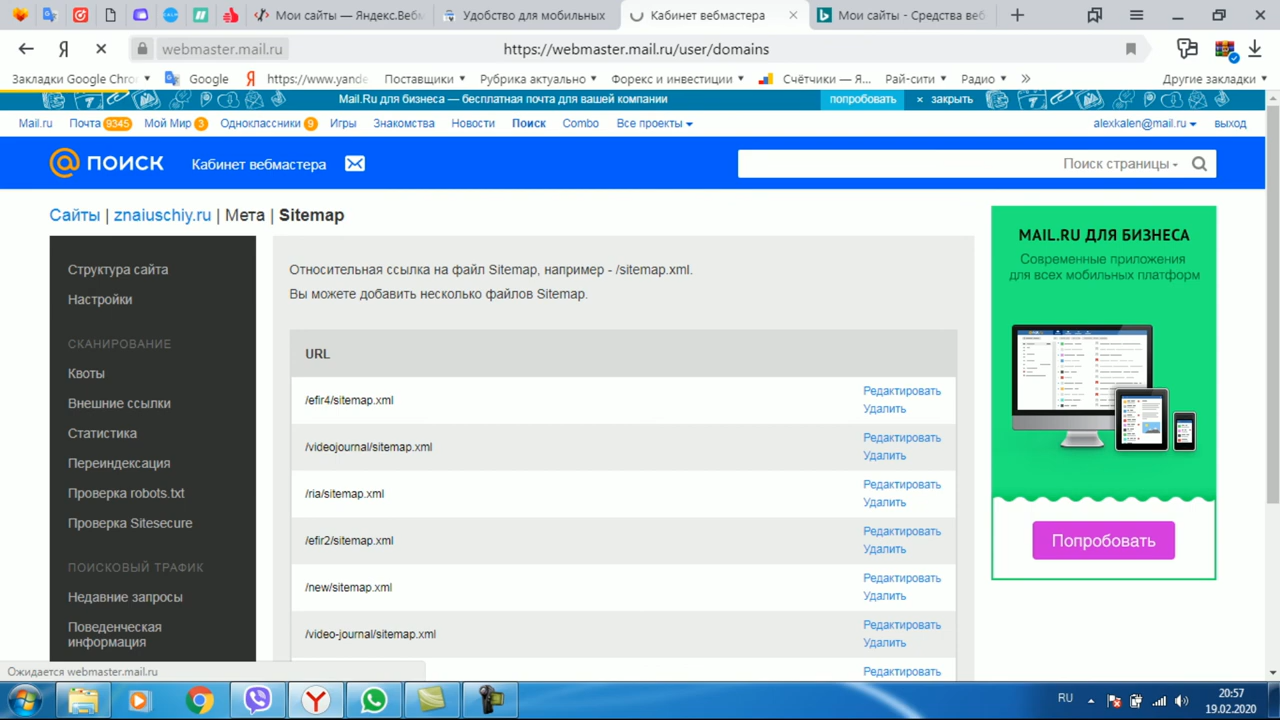 Мои сайты — Яндекс.Веб
Удобство для мобильных
Кабинет вебмастера
Мои сайты - Средства веб
webmaster.mail.ru
https://webmaster.mail.ru/user/domains
Закладки Google Chro
Google
https://www.yande
Поставщики
Рубрика актуально
Форекс и инвестиции
Счётчики — Я...
Рай-сити
Радио
Другие закладки
Mail.Ru для бизнеса — бесплатная почта для вашей компании
попробовать
× закрыть
Mail.ru Почта 9345 Мой Мир 3 Одноклассники 9 Игры Знакомства Новости Поиск Combo Все проекты
alexkalen@mail.ru выход
@ ПОИСК Кабинет вебмастера
Поиск страницы
Сайты | znaiuschiy.ru | Мета | Sitemap
Структура сайта
Настройки
СКАНИРОВАНИЕ
Квоты
Внешние ссылки
Статистика
Переиндексация
Проверка robots.txt
Проверка Sitesecure
ПОИСКОВЫЙ ТРАФИК
Недавние запросы
Поведенческая
информация
Относительная ссылка на файл Sitemap, например - /sitemap.xml.
Вы можете добавить несколько файлов Sitemap.
URL
/efir4/sitemap.xml
Редактировать
Удалить
/videojournal/sitemap.xml
Редактировать
Удалить
/ria/sitemap.xml
Редактировать
Удалить
/efir2/sitemap.xml
Редактировать
Удалить
/new/sitemap.xml
Редактировать
Удалить
/video-journal/sitemap.xml
Редактировать
Удалить
Редактировать
MAIL.RU ДЛЯ БИЗНЕСА
Современные приложения
для всех мобильных платформ
Попробовать
Ожидается webmaster.mail.ru
RU
20:57
19.02.2020